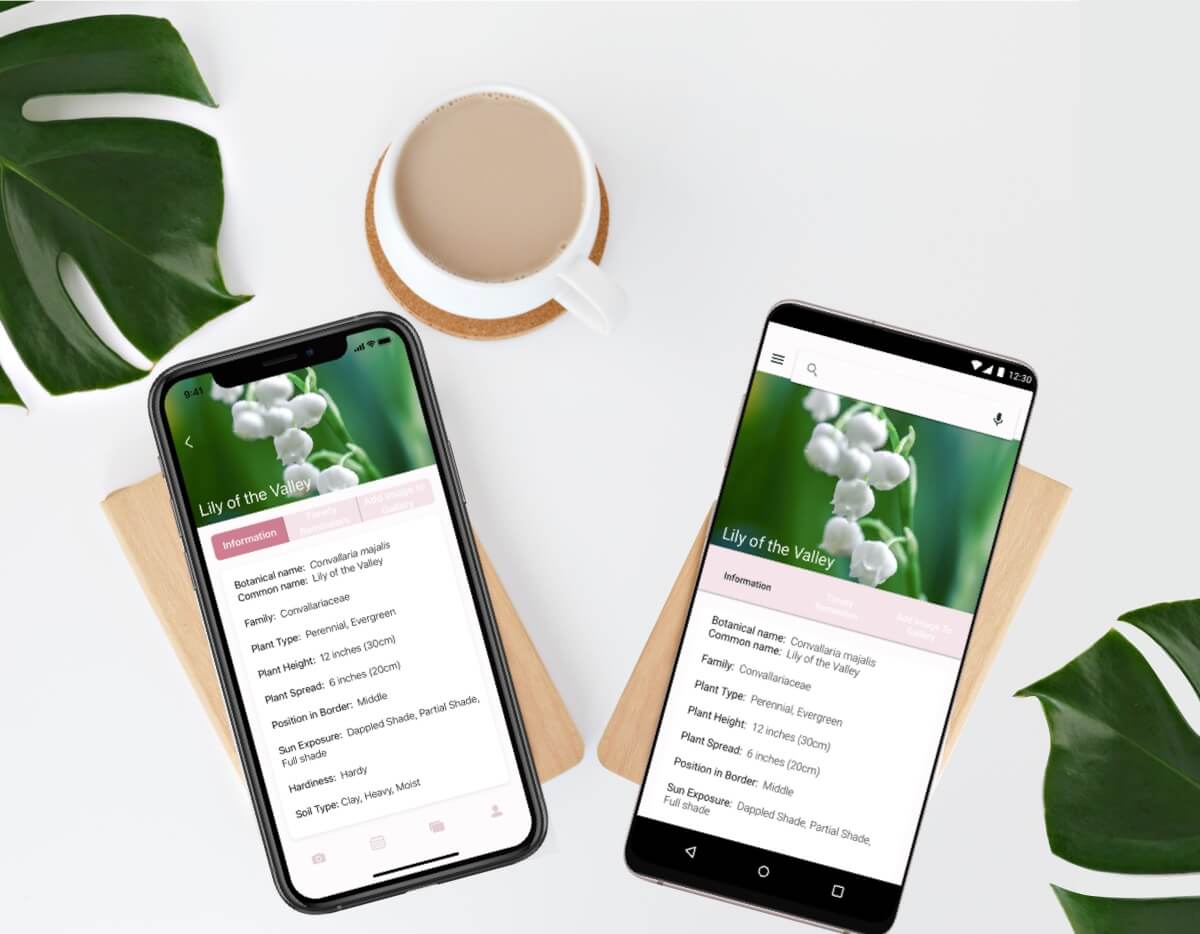 9:41
Lily of the Valley
Information
Timely
Reminders
Add Image to
Gallery
Botanical name: Convallaria majalis
Common name: Lily of the Valley
Family: Convallariaceae
Plant Type: Perennial, Evergreen
Plant Height: 12 inches (30cm)
Plant Spread: 6 inches (20cm)
Position in Border: Middle
Sun Exposure: Dappled Shade, Partial Shade,
Full shade
Hardiness: Hardy
Soil Type: Clay, Heavy, Moist
12:30
Lily of the Valley
Information
Timely
Reminders
Add Image To
Gallery
Botanical name: Convallaria majalis
Common name: Lily of the Valley
Family: Convallariaceae
Plant Type: Perennial, Evergreen
Plant Height: 12 inches (30cm)
Plant Spread: 6 inches (20cm)
Position in Border: Middle
Sun Exposure: Dappled Shade, Partial Shade,
Full shade